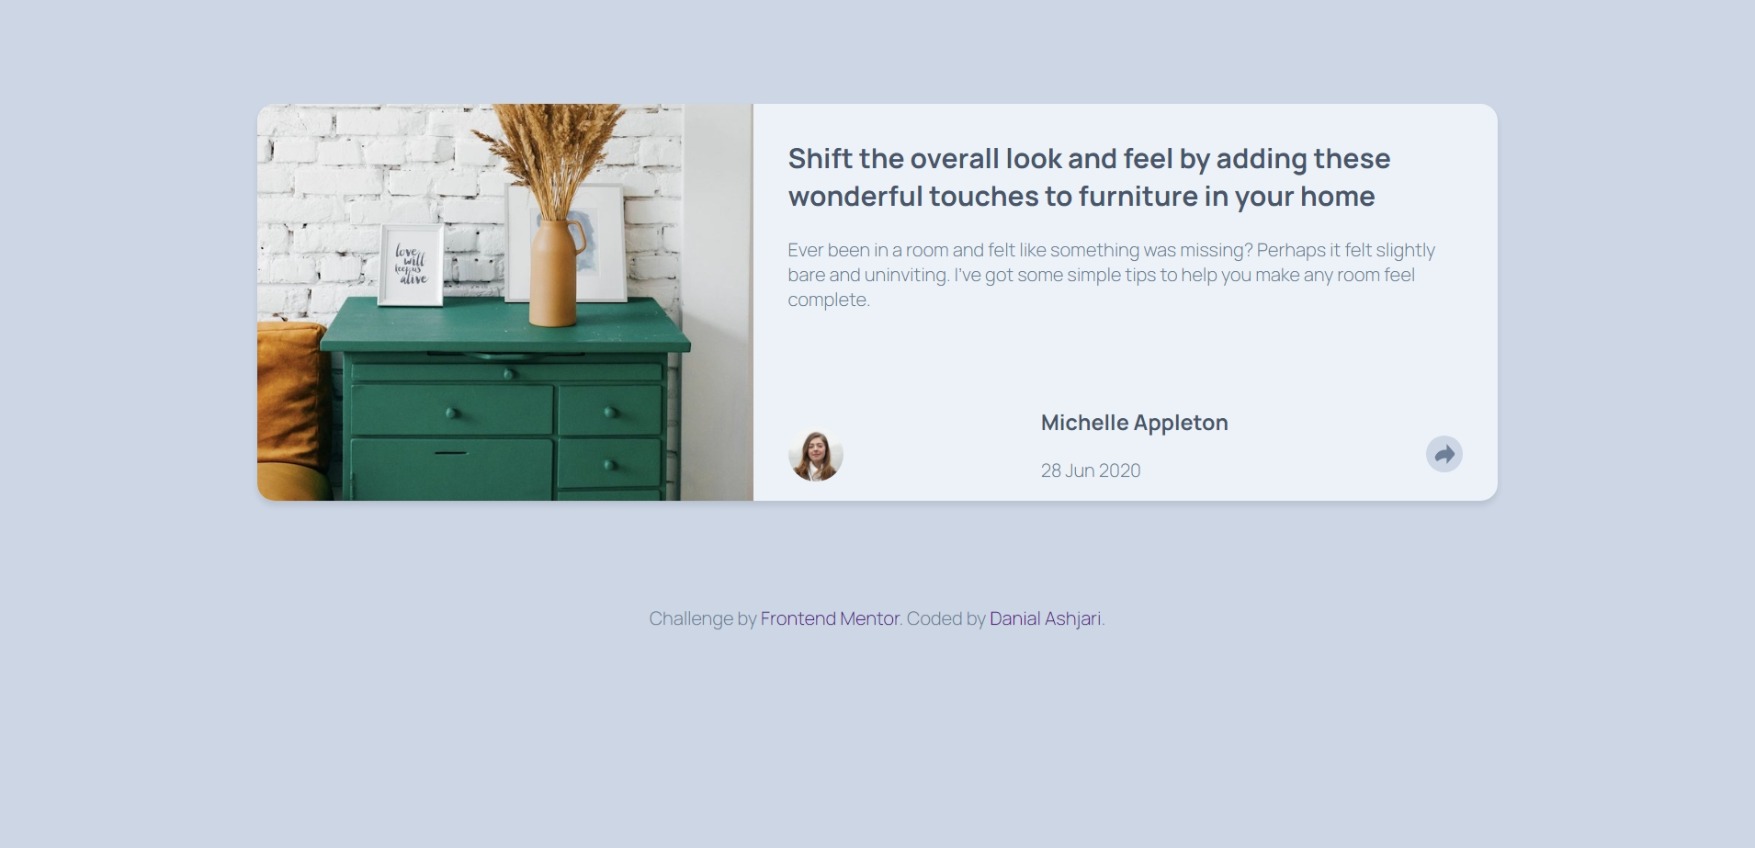 love
will
keep us
alive
Shift the overall look and feel by adding these
wonderful touches to furniture in your home
Ever been in a room and felt like something was missing? Perhaps it felt slightly
bare and uninviting. I've got some simple tips to help you make any room feel
complete.
Michelle Appleton
28 Jun 2020
Challenge by Frontend Mentor. Coded by Danial Ashjari.